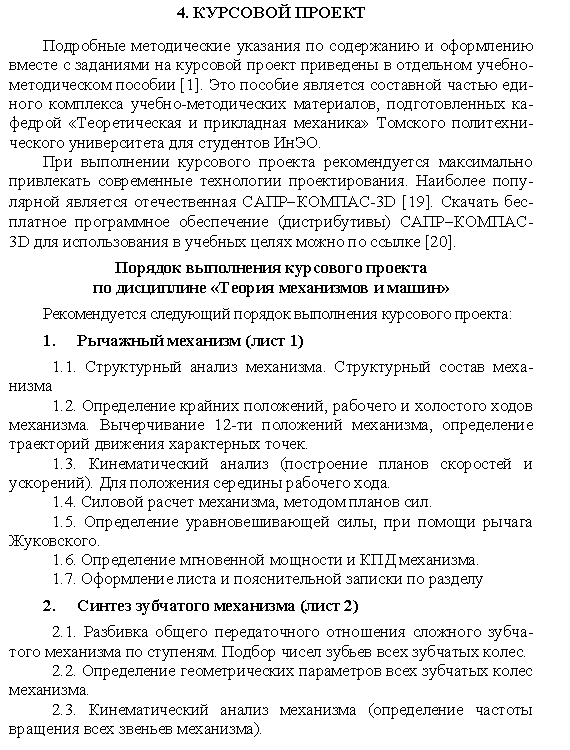 4. КУРСОВОЙ ПРОЕКТ
Подробные методические указания по содержанию и оформлению
вместе с заданиями на курсовой проект приведены в отдельном учебно-
методическом пособии [1]. Это пособие является составной частью еди-
ного комплекса учебно-методических материалов, подготовленных ка-
федрой «Теоретическая и прикладная механика» Томского политехни-
ческого университета для студентов ИнЭО.
При выполнении курсового проекта рекомендуется максимально
привлекать современные технологии проектирования. Наиболее попу-
лярной является отечественная САПР–КОМПАС-3D [19]. Скачать бес-
платное программное обеспечение (дистрибутивы) САПР–КОМПАС-
3D для использования в учебных целях можно по ссылке [20].
Порядок выполнения курсового проекта
по дисциплине «Теория механизмов и машин»
Рекомендуется следующий порядок выполнения курсового проекта:
1. Рычажный механизм (лист 1)
1.1. Структурный анализ механизма. Структурный состав меха-
низма
1.2. Определение крайних положений, рабочего и холостого ходов
механизма. Вычерчивание 12-ти положений механизма, определение
траекторий движения характерных точек.
1.3. Кинематический анализ (построение планов скоростей и
ускорений). Для положения середины рабочего хода.
1.4. Силовой расчет механизма, методом планов сил.
1.5. Определение уравновешивающей силы, при помощи рычага
Жуковского.
1.6. Определение мгновенной мощности и КПД механизма.
1.7. Оформление листа и пояснительной записки по разделу
2. Синтез зубчатого механизма (лист 2)
2.1. Разбивка общего передаточного отношения сложного зубча-
того механизма по ступеням. Подбор чисел зубьев всех зубчатых колес.
2.2. Определение геометрических параметров всех зубчатых колес
механизма.
2.3. Кинематический анализ механизма (определение частоты
вращения всех звеньев механизма).